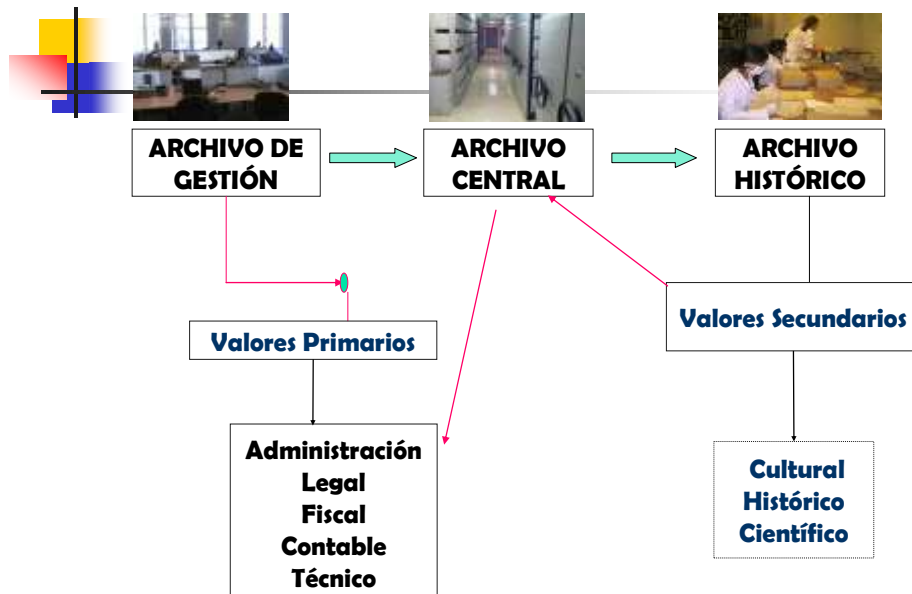 ARCHIVO DE
GESTIÓN
ARCHIVO
CENTRAL
ARCHIVO
HISTÓRICO
Valores Primarios
Valores Secundarios
Administración
Legal
Fiscal
Contable
Técnico
Cultural
Histórico
Científico